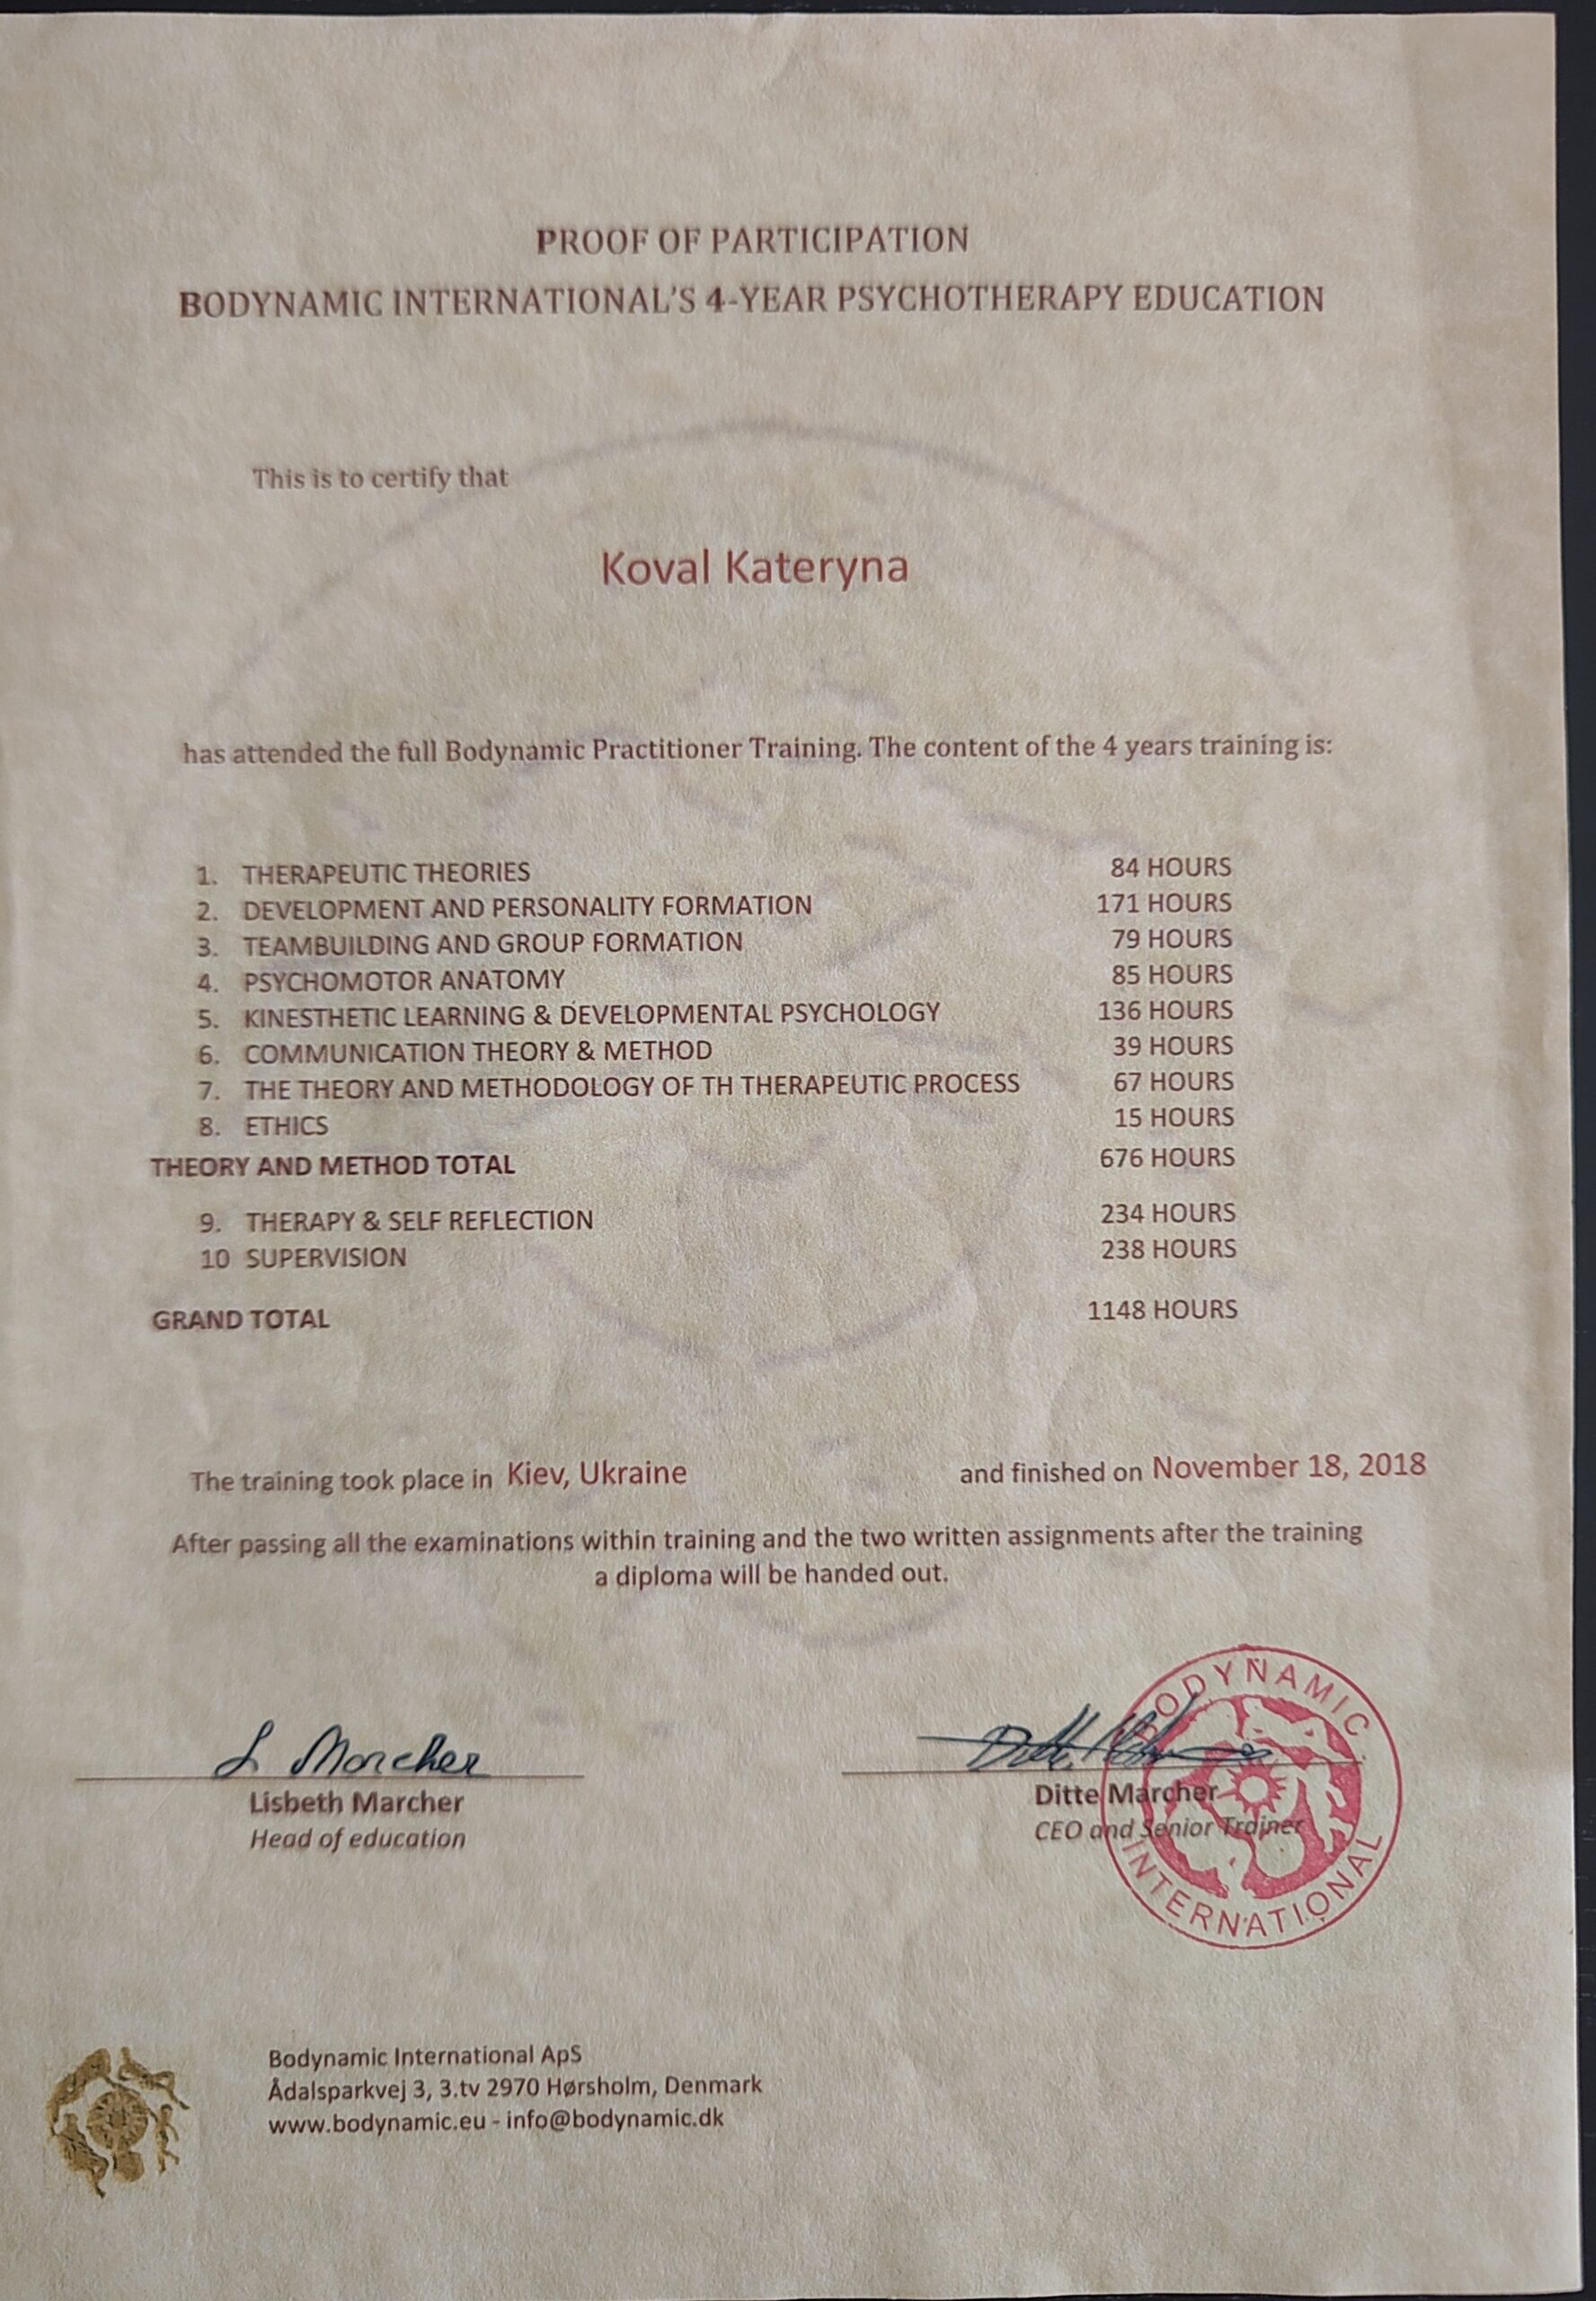 PROOF OF PARTICIPATION
BODYNAMIC INTERNATIONAL'S 4-YEAR PSYCHOTHERAPY EDUCATION
This is to certify that
Koval Kateryna
has attended the full Bodynamic Practitioner Training. The content of the 4 years training is:
1. THERAPEUTIC THEORIES 84 HOURS
2. DEVELOPMENT AND PERSONALITY FORMATION 171 HOURS
3. TEAMBUILDING AND GROUP FORMATION 79 HOURS
4. PSYCHOMOTOR ANATOMY 85 HOURS
5. KINESTHETIC LEARNING & DEVELOPMENTAL PSYCHOLOGY 136 HOURS
6. COMMUNICATION THEORY & METHOD 39 HOURS
7. THE THEORY AND METHODOLOGY OF TH THERAPEUTIC PROCESS 67 HOURS
8. ETHICS 15 HOURS
THEORY AND METHOD TOTAL 676 HOURS
9. THERAPY & SELF REFLECTION 234 HOURS
10 SUPERVISION 238 HOURS
GRAND TOTAL 1148 HOURS
The training took place in Kiev, Ukraine and finished on November 18, 2018
After passing all the examinations within training and the two written assignments after the training
a diploma will be handed out.
L Marcher
Lisbeth Marcher
Head of education
Ditte
Ditte Marcher
CEO and Senior Trainer
BODYNAMIC
INTERNATIONAL
Bodynamic International ApS
Ådalsparkvej 3, 3.tv 2970 Hørsholm, Denmark
www.bodynamic.eu - info@bodynamic.dk